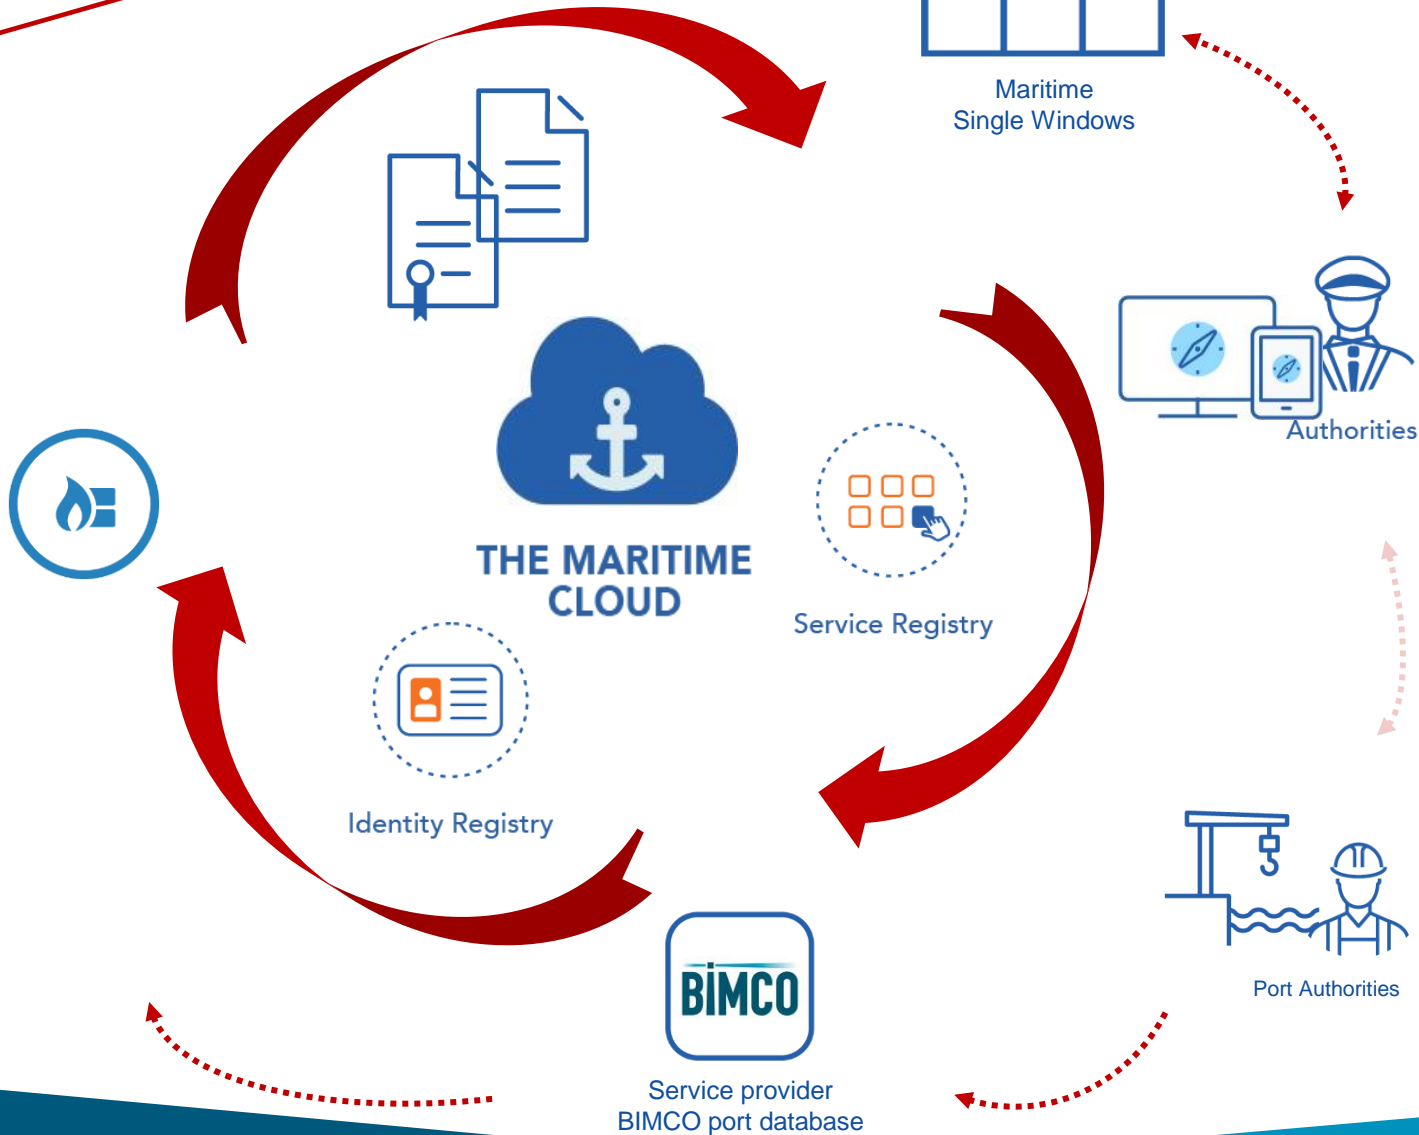 Maritime
Single Windows
Authorities
THE MARITIME
CLOUD
Service Registry
Identity Registry
BIMCO
Port Authorities
Service provider
BIMCO port database